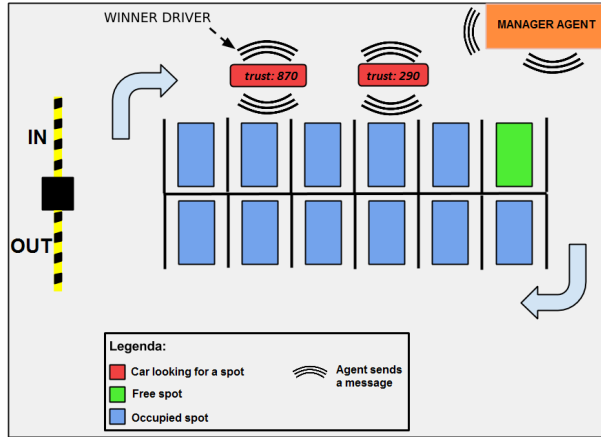 WINNER DRIVER
MANAGER AGENT
trust: 870
trust: 290
IN
OUT
Legenda:
Car looking for a spot
Free spot
Occupied spot
Agent sends
a message